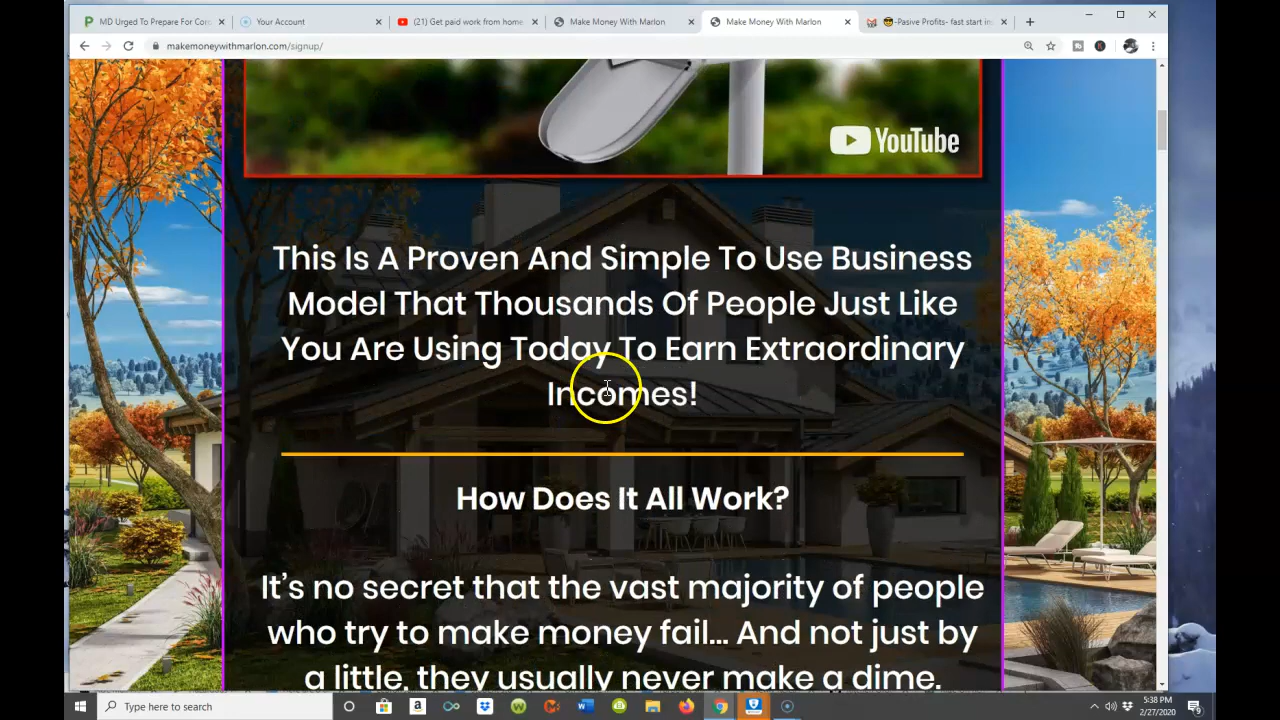 MD Urged To Prepare For Coro
Your Account
(21) Get paid work from home
Make Money With Marlon
Make Money With Marlon
-Pasive Profits- fast start in
makemoneywithmarlon.com/signup/
YouTube
This Is A Proven And Simple To Use Business
Model That Thousands Of People Just Like
You Are Using Today To Earn Extraordinary
Incomes!
How Does It All Work?
It's no secret that the vast majority of people
who try to make money fail... And not just by
a little, they usually never make a dime.
Type here to search
5:38 PM
2/27/2020